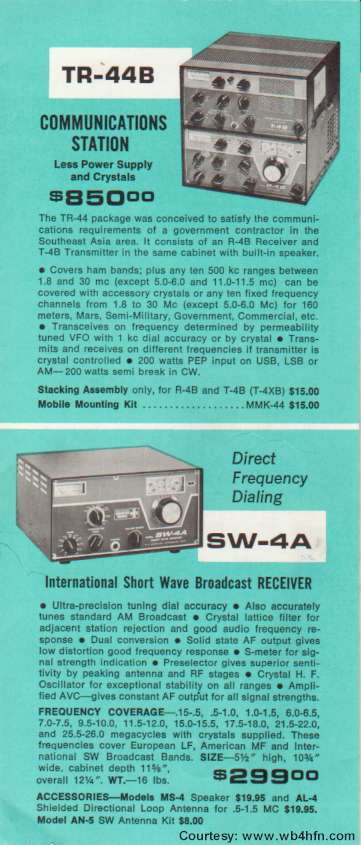 TR-44B
COMMUNICATIONS
STATION
Less Power Supply
and Crystals
$850⁰⁰
The TR-44 package was conceived to satisfy the communi-
cations requirements of a government contractor in the
Southeast Asia area. It consists of an R-4B Receiver and
T-4B Transmitter in the same cabinet with built-in speaker.
● Covers ham bands; plus any ten 500 kc ranges between
1.8 and 30 mc (except 5.0-6.0 and 11.0-11.5 mc) can be
covered with accessory crystals or any ten fixed frequency
channels from 1.8 to 30 Mc (except 5.0-6.0 Mc) for 160
meters, Mars, Semi-Military, Government, Commercial, etc.
● Transceives on frequency determined by permeability
tuned VFO with 1 kc dial accuracy or by crystal ● Trans-
mits and receives on different frequencies if transmitter is
crystal controlled ● 200 watts PEP input on USB, LSB or
AM—200 watts semi break in CW.
Stacking Assembly only, for R-4B and T-4B (T-4XB) $15.00
Mobile Mounting Kit ...................MMK-44 $15.00
Direct
Frequency
Dialing
SW-4A
SW-4A
International Short Wave Broadcast RECEIVER
● Ultra-precision tuning dial accuracy ● Also accurately
tunes standard AM Broadcast ● Crystal lattice filter for
adjacent station rejection and good audio frequency re-
sponse ● Dual conversion ● Solid state AF output gives
low distortion good frequency response ● S-meter for sig-
nal strength indication ● Preselector gives superior senti-
tivity by peaking antenna and RF stages ● Crystal H. F.
Oscillator for exceptional stability on all ranges ● Ampli-
fied AVC—gives constant AF output for all signal strengths.
FREQUENCY COVERAGE—.15-.5, .5-1.0, 1.0-1.5, 6.0-6.5,
7.0-7.5, 9.5-10.0, 11.5-12.0, 15.0-15.5, 17.5-18.0, 21.5-22.0,
and 25.5-26.0 megacycles with crystals supplied. These
frequencies cover European LF, American MF and Inter-
national SW Broadcast Bands. SIZE—5½" high, 10¾"
wide, cabinet depth 11⅝",
overall 12¼". WT.—16 lbs.
$299⁰⁰
ACCESSORIES—Models MS-4 Speaker $19.95 and AL-4
Shielded Directional Loop Antenna for .5-1.5 MC $19.95.
Model AN-5 SW Antenna Kit $8.00
Courtesy: www.wb4hfn.com